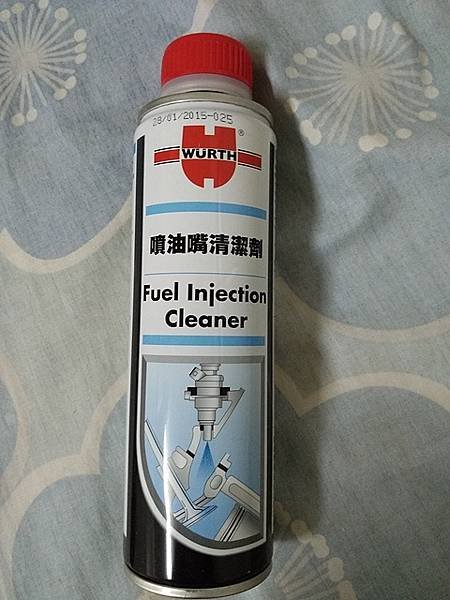 28/01/2015-025
WÜRTH®
噴油嘴清潔劑
Fuel Injection
Cleaner